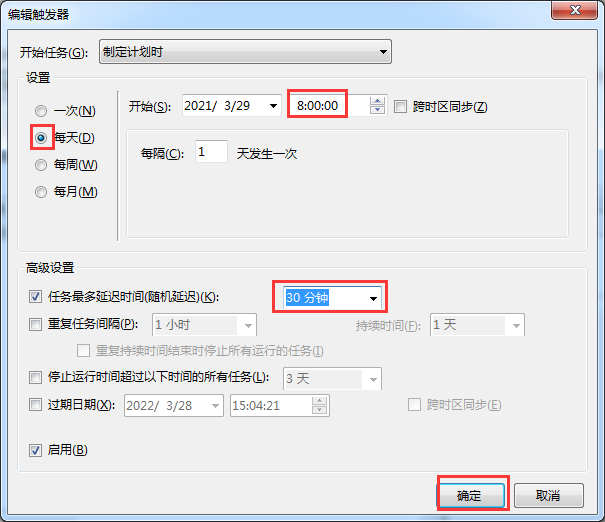 编辑触发器
开始任务(G): 制定计划时
设置
一次(N)
每天(D)
每周(W)
每月(M)
开始(S): 2021/ 3/29 8:00:00 跨时区同步(Z)
每隔(C): 1 天发生一次
高级设置
任务最多延迟时间(随机延迟)(K): 30 分钟
重复任务间隔(P): 1 小时 持续时间(F): 1 天
重复持续时间结束时停止所有运行的任务(I)
停止运行时间超过以下时间的所有任务(L): 3 天
过期日期(X): 2022/ 3/28 15:04:21 跨时区同步(E)
启用(B)
确定 取消